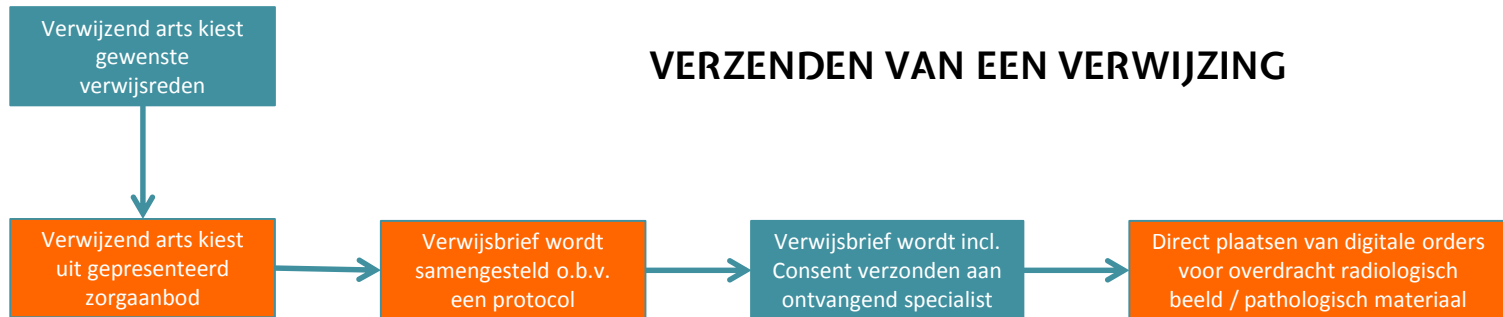 VERZENDEN VAN EEN VERWIJZING
Verwijzend arts kiest
gewenste
verwijsreden
Verwijzend arts kiest
uit gepresenteerd
zorgaanbod
Verwijsbrief wordt
samengesteld o.b.v.
een protocol
Verwijsbrief wordt incl.
Consent verzonden aan
ontvangend specialist
Direct plaatsen van digitale orders
voor overdracht radiologisch
beeld / pathologisch materiaal